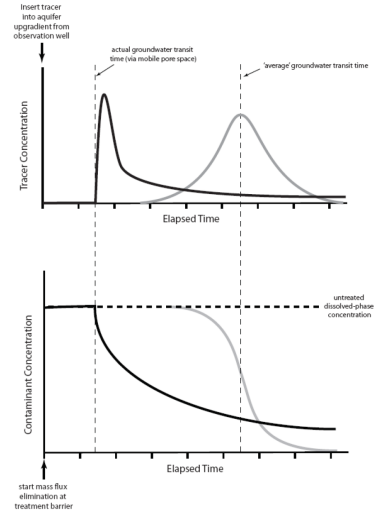 Insert tracer
into aquifer
upgradient from
observation well
actual groundwater transit
time (via mobile pore space)
'average' groundwater transit time
Tracer Concentration
Elapsed Time
untreated
dissolved-phase
concentration
Contaminant Concentration
Elapsed Time
start mass flux
elimination at
treatment barrier